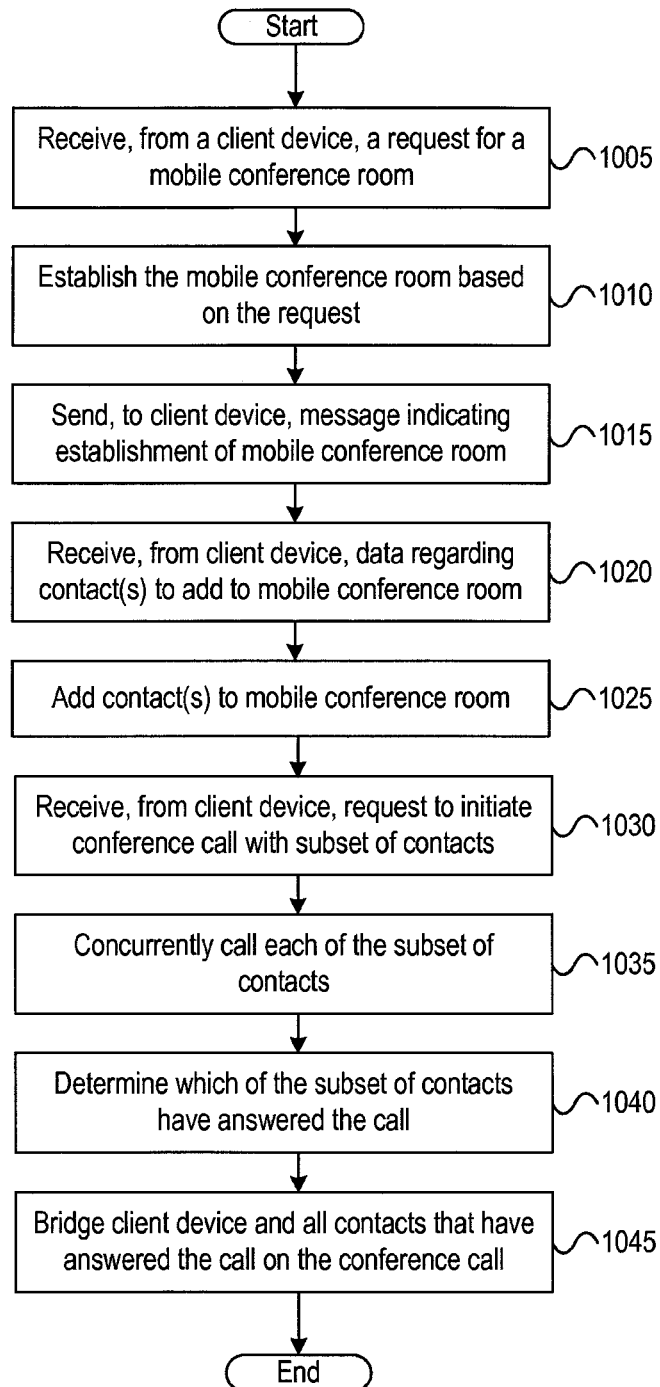 Start
Receive, from a client device, a request for a
mobile conference room
1005
Establish the mobile conference room based
on the request
1010
Send, to client device, message indicating
establishment of mobile conference room
1015
Receive, from client device, data regarding
contact(s) to add to mobile conference room
1020
Add contact(s) to mobile conference room
1025
Receive, from client device, request to initiate
conference call with subset of contacts
1030
Concurrently call each of the subset of
contacts
1035
Determine which of the subset of contacts
have answered the call
1040
Bridge client device and all contacts that have
answered the call on the conference call
1045
End